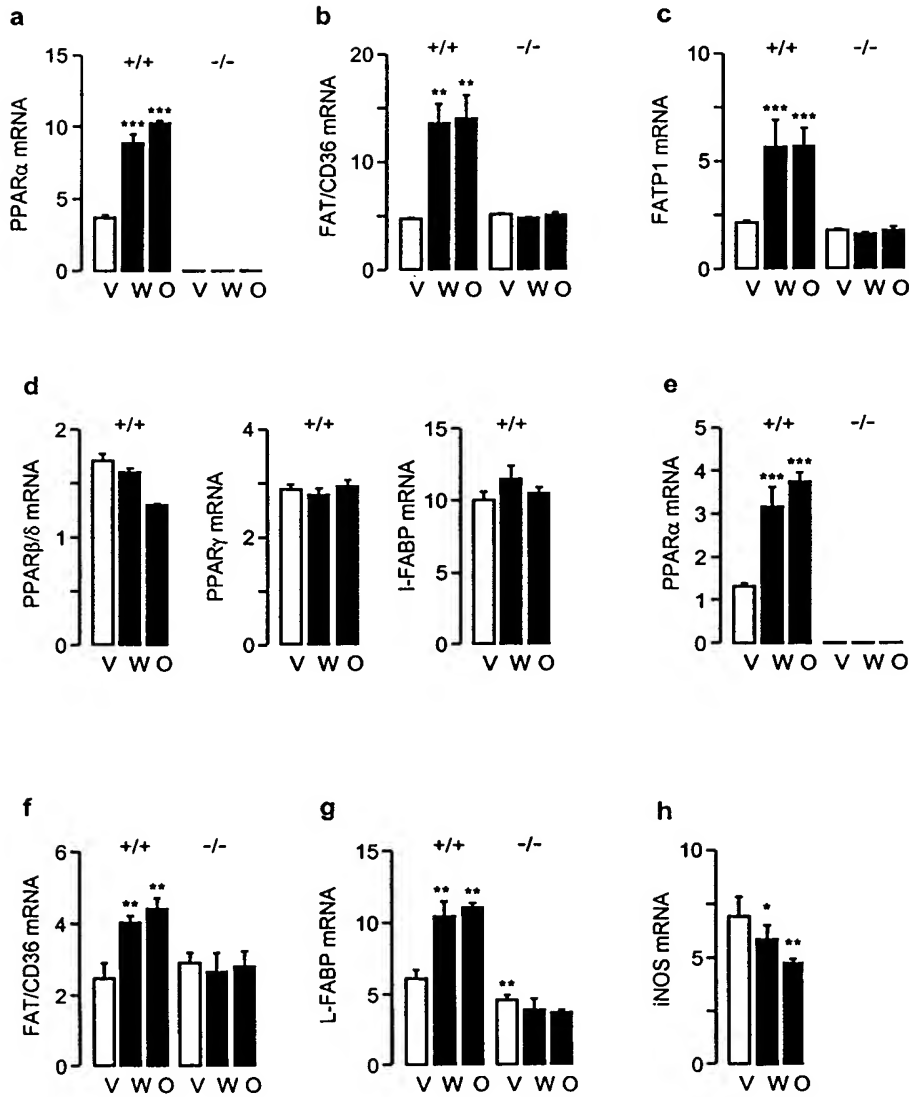 a
+/+ -/-
PPARα mRNA
15
10
5
0
*** ***
V W O V W O
b
+/+ -/-
FAT/CD36 mRNA
20
15
10
5
0
** **
V W O V W O
c
+/+ -/-
FATP1 mRNA
10
5
0
*** ***
V W O V W O
d
+/+
PPARβ/δ mRNA
2
1
0
V W O
+/+
PPARγ mRNA
4
2
0
V W O
+/+
I-FABP mRNA
15
10
5
0
V W O
e
+/+ -/-
PPARα mRNA
5
4
3
2
1
0
*** ***
V W O V W O
f
+/+ -/-
FAT/CD36 mRNA
6
4
2
0
** **
V W O V W O
g
+/+ -/-
L-FABP mRNA
15
10
5
0
** ** **
V W O V W O
h
iNOS mRNA
10
5
0
* **
V W O